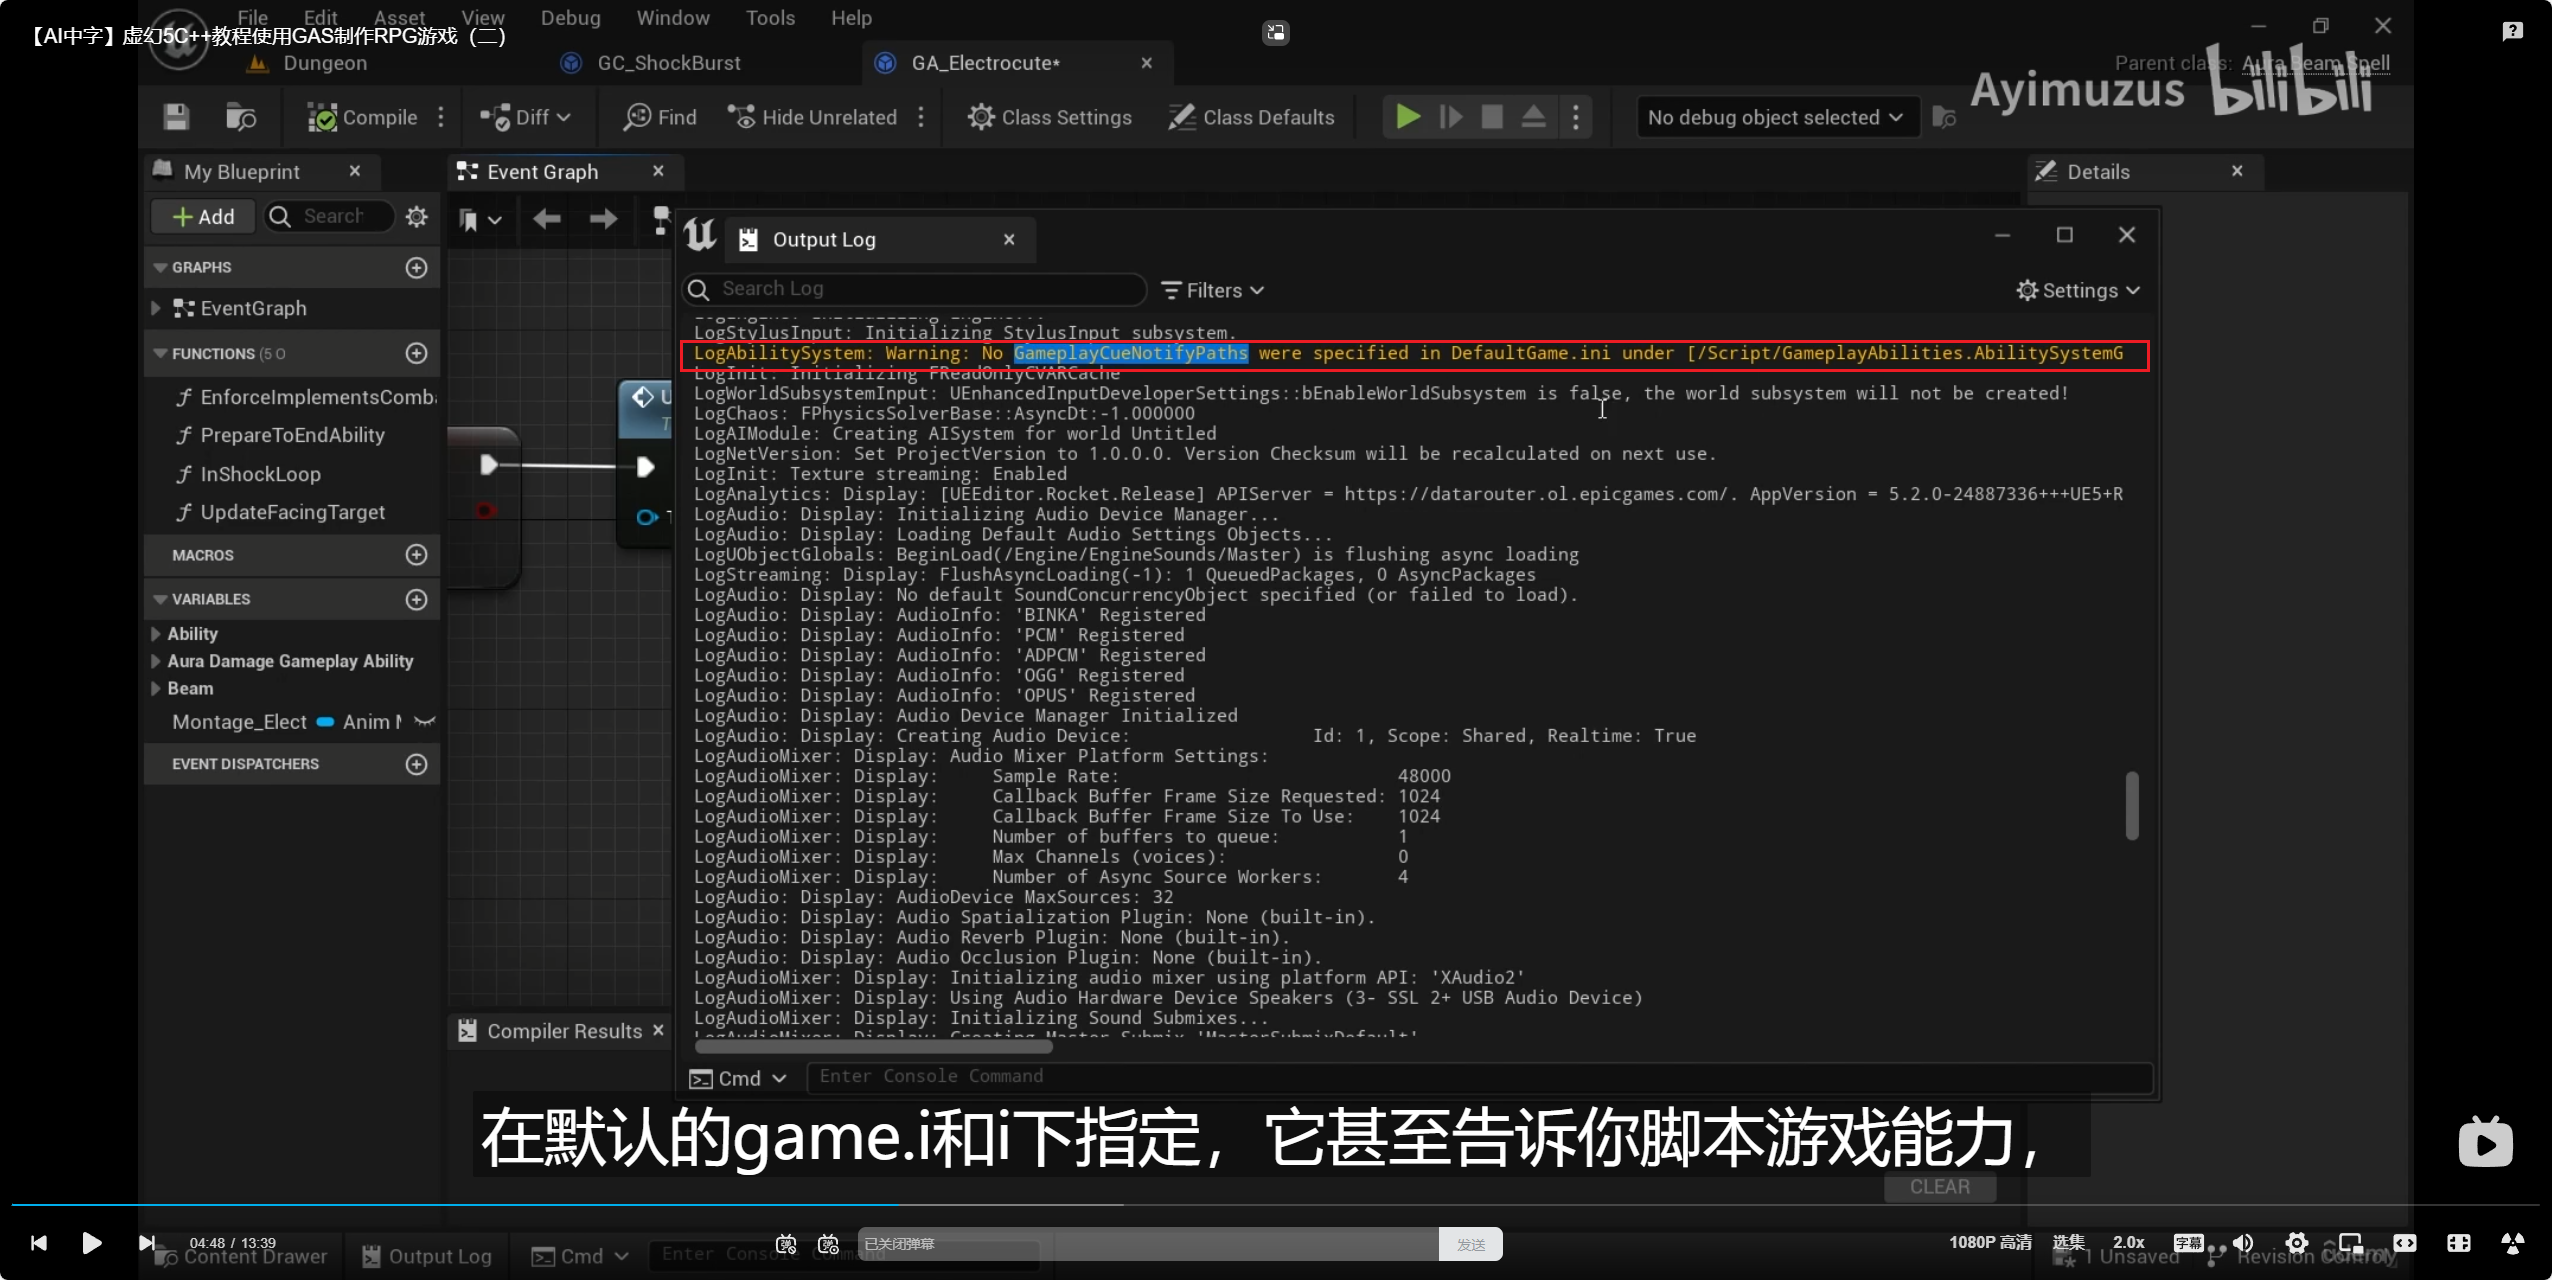 File Edit Asset View Debug Window Tools Help
【AI中字】虚幻5C++教程使用GAS制作RPG游戏（二）
Dungeon GC_ShockBurst GA_Electrocute*
Parent class: Aura Beam Spell
Ayimuzus bilibili
Compile Diff Find Hide Unrelated Class Settings Class Defaults No debug object selected
My Blueprint Event Graph Details
Add Search
Output Log
Search Log Filters Settings
GRAPHS
EventGraph
FUNCTIONS (5 O
EnforceImplementsComba
PrepareToEndAbility
InShockLoop
UpdateFacingTarget
MACROS
VARIABLES
Ability
Aura Damage Gameplay Ability
Beam
Montage_Elect Anim
EVENT DISPATCHERS
LogStylusInput: Initializing StylusInput subsystem.
LogAbilitySystem: Warning: No GameplayCueNotifyPaths were specified in DefaultGame.ini under [/Script/GameplayAbilities.AbilitySystemG
LogInit: Initializing FReadOnlyCVARCache
LogWorldSubsystemInput: UEnhancedInputDeveloperSettings::bEnableWorldSubsystem is false, the world subsystem will not be created!
LogChaos: FPhysicsSolverBase::AsyncDt:-1.000000
LogAIModule: Creating AISystem for world Untitled
LogNetVersion: Set ProjectVersion to 1.0.0.0. Version Checksum will be recalculated on next use.
LogInit: Texture streaming: Enabled
LogAnalytics: Display: [UEEditor.Rocket.Release] APIServer = https://datarouter.ol.epicgames.com/. AppVersion = 5.2.0-24887336+++UE5+R
LogAudio: Display: Initializing Audio Device Manager...
LogAudio: Display: Loading Default Audio Settings Objects...
LogUObjectGlobals: BeginLoad(/Engine/EngineSounds/Master) is flushing async loading
LogStreaming: Display: FlushAsyncLoading(-1): 1 QueuedPackages, 0 AsyncPackages
LogAudio: Display: No default SoundConcurrencyObject specified (or failed to load).
LogAudio: Display: AudioInfo: 'BINKA' Registered
LogAudio: Display: AudioInfo: 'PCM' Registered
LogAudio: Display: AudioInfo: 'ADPCM' Registered
LogAudio: Display: AudioInfo: 'OGG' Registered
LogAudio: Display: AudioInfo: 'OPUS' Registered
LogAudio: Display: Audio Device Manager Initialized
LogAudio: Display: Creating Audio Device: Id: 1, Scope: Shared, Realtime: True
LogAudioMixer: Display: Audio Mixer Platform Settings:
LogAudioMixer: Display: Sample Rate: 48000
LogAudioMixer: Display: Callback Buffer Frame Size Requested: 1024
LogAudioMixer: Display: Callback Buffer Frame Size To Use: 1024
LogAudioMixer: Display: Number of buffers to queue: 1
LogAudioMixer: Display: Max Channels (voices): 0
LogAudioMixer: Display: Number of Async Source Workers: 4
LogAudio: Display: AudioDevice MaxSources: 32
LogAudio: Display: Audio Spatialization Plugin: None (built-in).
LogAudio: Display: Audio Reverb Plugin: None (built-in).
LogAudio: Display: Audio Occlusion Plugin: None (built-in).
LogAudioMixer: Display: Initializing audio mixer using platform API: 'XAudio2'
LogAudioMixer: Display: Using Audio Hardware Device Speakers (3- SSL 2+ USB Audio Device)
LogAudioMixer: Display: Initializing Sound Submixes...
LogAudioMixer: Display: Creating Master Submix 'MasterSubmixDefault'
Compiler Results
Cmd Enter Console Command
在默认的game.i和i下指定，它甚至告诉你脚本游戏能力，
CLEAR
04:48 / 13:39 已关闭弹幕 发送 1080P 高清 选集 2.0x 字幕
Content Drawer Output Log Cmd Enter Console Command 1 Unsaved Revision Control